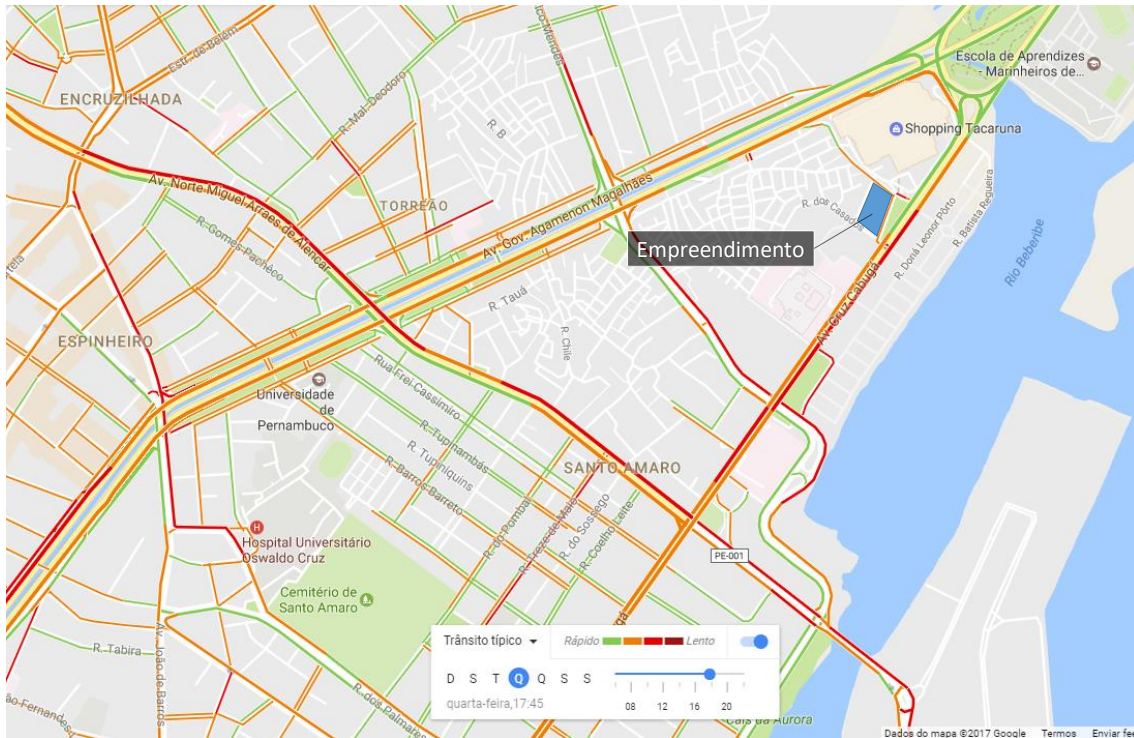 Escola de Aprendizes
- Marinheiros de...
Estr. de Belém
ENCRUZILHADA
R. Mal. Deodoro
R. B
Shopping Tacaruna
Av. Norte Miguel Arraes de Alencar
TORREÃO
Av. Gov. Agamenon Magalhães
R. dos Casados
R. Batista Regueira
R. Dona Leonor Pôrto
Rio Beberibe
Empreendimento
R. Gomes Pacheco
R. Tauá
R. Chile
Av. Cruz Cabugá
ESPINHEIRO
Rua Frei Cassimiro
Universidade
de
Pernambuco
R. Tupinambás
R. Tupiniquins
R. Barros Barreto
SANTO AMARO
R. do Pombal
R. Treze de Maio
R. do Sossego
R. Coelho Leite
H
Hospital Universitário
Oswaldo Cruz
PE-001
Cemitério de
Santo Amaro
R. Tabira
Av. João de Barros
R. dos Palmares
ão Fernandes
Trânsito típico
Rápido
Lento
D S T Q Q S S
08 12 16 20
quarta-feira,17:45
Cais da Aurora
Dados do mapa ©2017 Google Termos Enviar fee